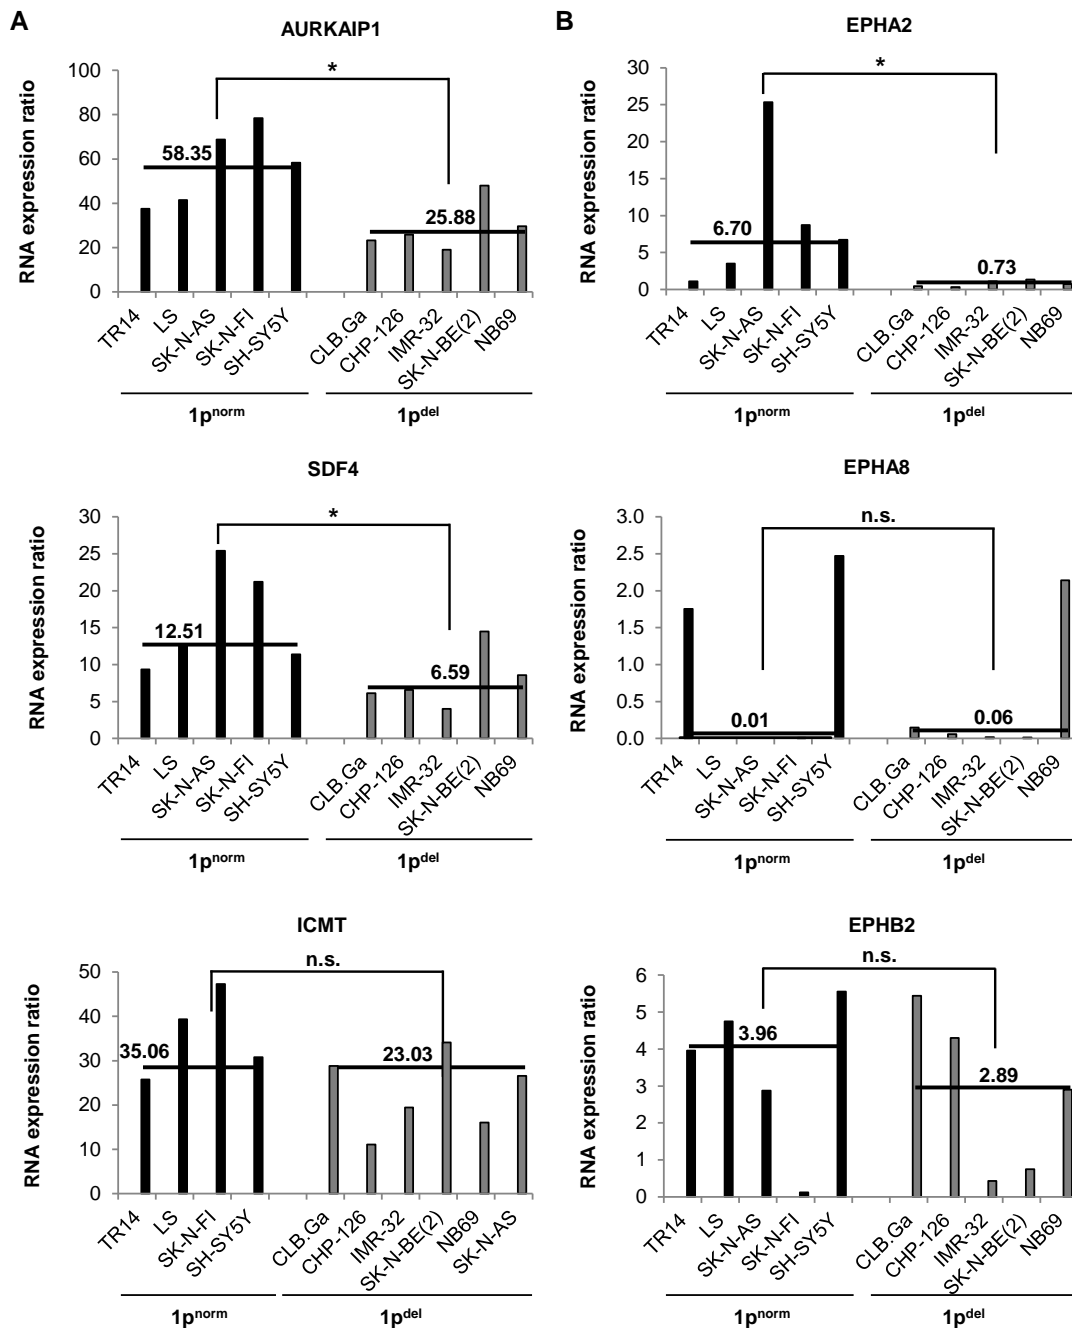 A
AURKAIP1
RNA expression ratio
100
80
60
40
20
0
*
58.35
25.88
TR14
LS
SK-N-AS
SK-N-FI
SH-SY5Y
CLB.Ga
CHP-126
IMR-32
SK-N-BE(2)
NB69
1pnorm
1pdel
B
EPHA2
RNA expression ratio
30
25
20
15
10
5
0
*
6.70
0.73
TR14
LS
SK-N-AS
SK-N-FI
SH-SY5Y
CLB.Ga
CHP-126
IMR-32
SK-N-BE(2)
NB69
1pnorm
1pdel
SDF4
RNA expression ratio
30
25
20
15
10
5
0
*
12.51
6.59
TR14
LS
SK-N-AS
SK-N-FI
SH-SY5Y
CLB.Ga
CHP-126
IMR-32
SK-N-BE(2)
NB69
1pnorm
1pdel
EPHA8
RNA expression ratio
3.0
2.5
2.0
1.5
1.0
0.5
0.0
n.s.
0.01
0.06
TR14
LS
SK-N-AS
SK-N-FI
SH-SY5Y
CLB.Ga
CHP-126
IMR-32
SK-N-BE(2)
NB69
1pnorm
1pdel
ICMT
RNA expression ratio
50
40
30
20
10
0
n.s.
35.06
23.03
TR14
LS
SK-N-FI
SH-SY5Y
CLB.Ga
CHP-126
IMR-32
SK-N-BE(2)
NB69
SK-N-AS
1pnorm
1pdel
EPHB2
RNA expression ratio
6
5
4
3
2
1
0
n.s.
3.96
2.89
TR14
LS
SK-N-AS
SK-N-FI
SH-SY5Y
CLB.Ga
CHP-126
IMR-32
SK-N-BE(2)
NB69
1pnorm
1pdel